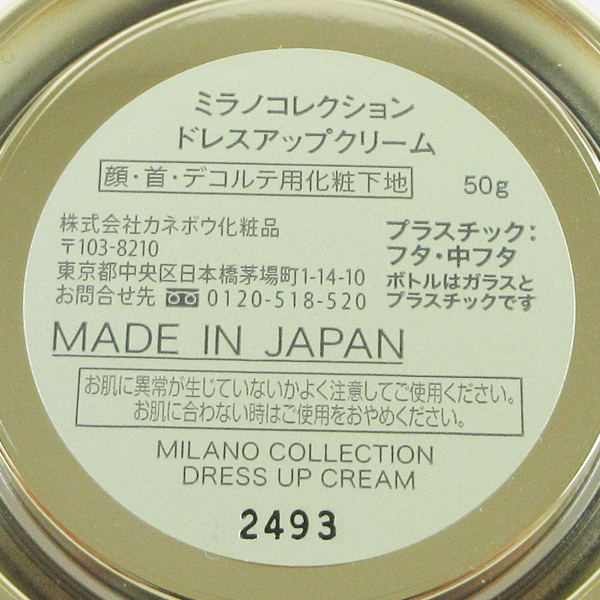 ミラノコレクション
ドレスアップクリーム
顔・首・デコルテ用化粧下地 50g
株式会社カネボウ化粧品
〒103-8210
東京都中央区日本橋茅場町1-14-10
お問合せ先 0120-518-520
プラスチック:
フタ・中フタ
ボトルはガラスと
プラスチックです
MADE IN JAPAN
お肌に異常が生じていないかよく注意してご使用ください。
お肌に合わない時はご使用をおやめください。
MILANO COLLECTION
DRESS UP CREAM
2493